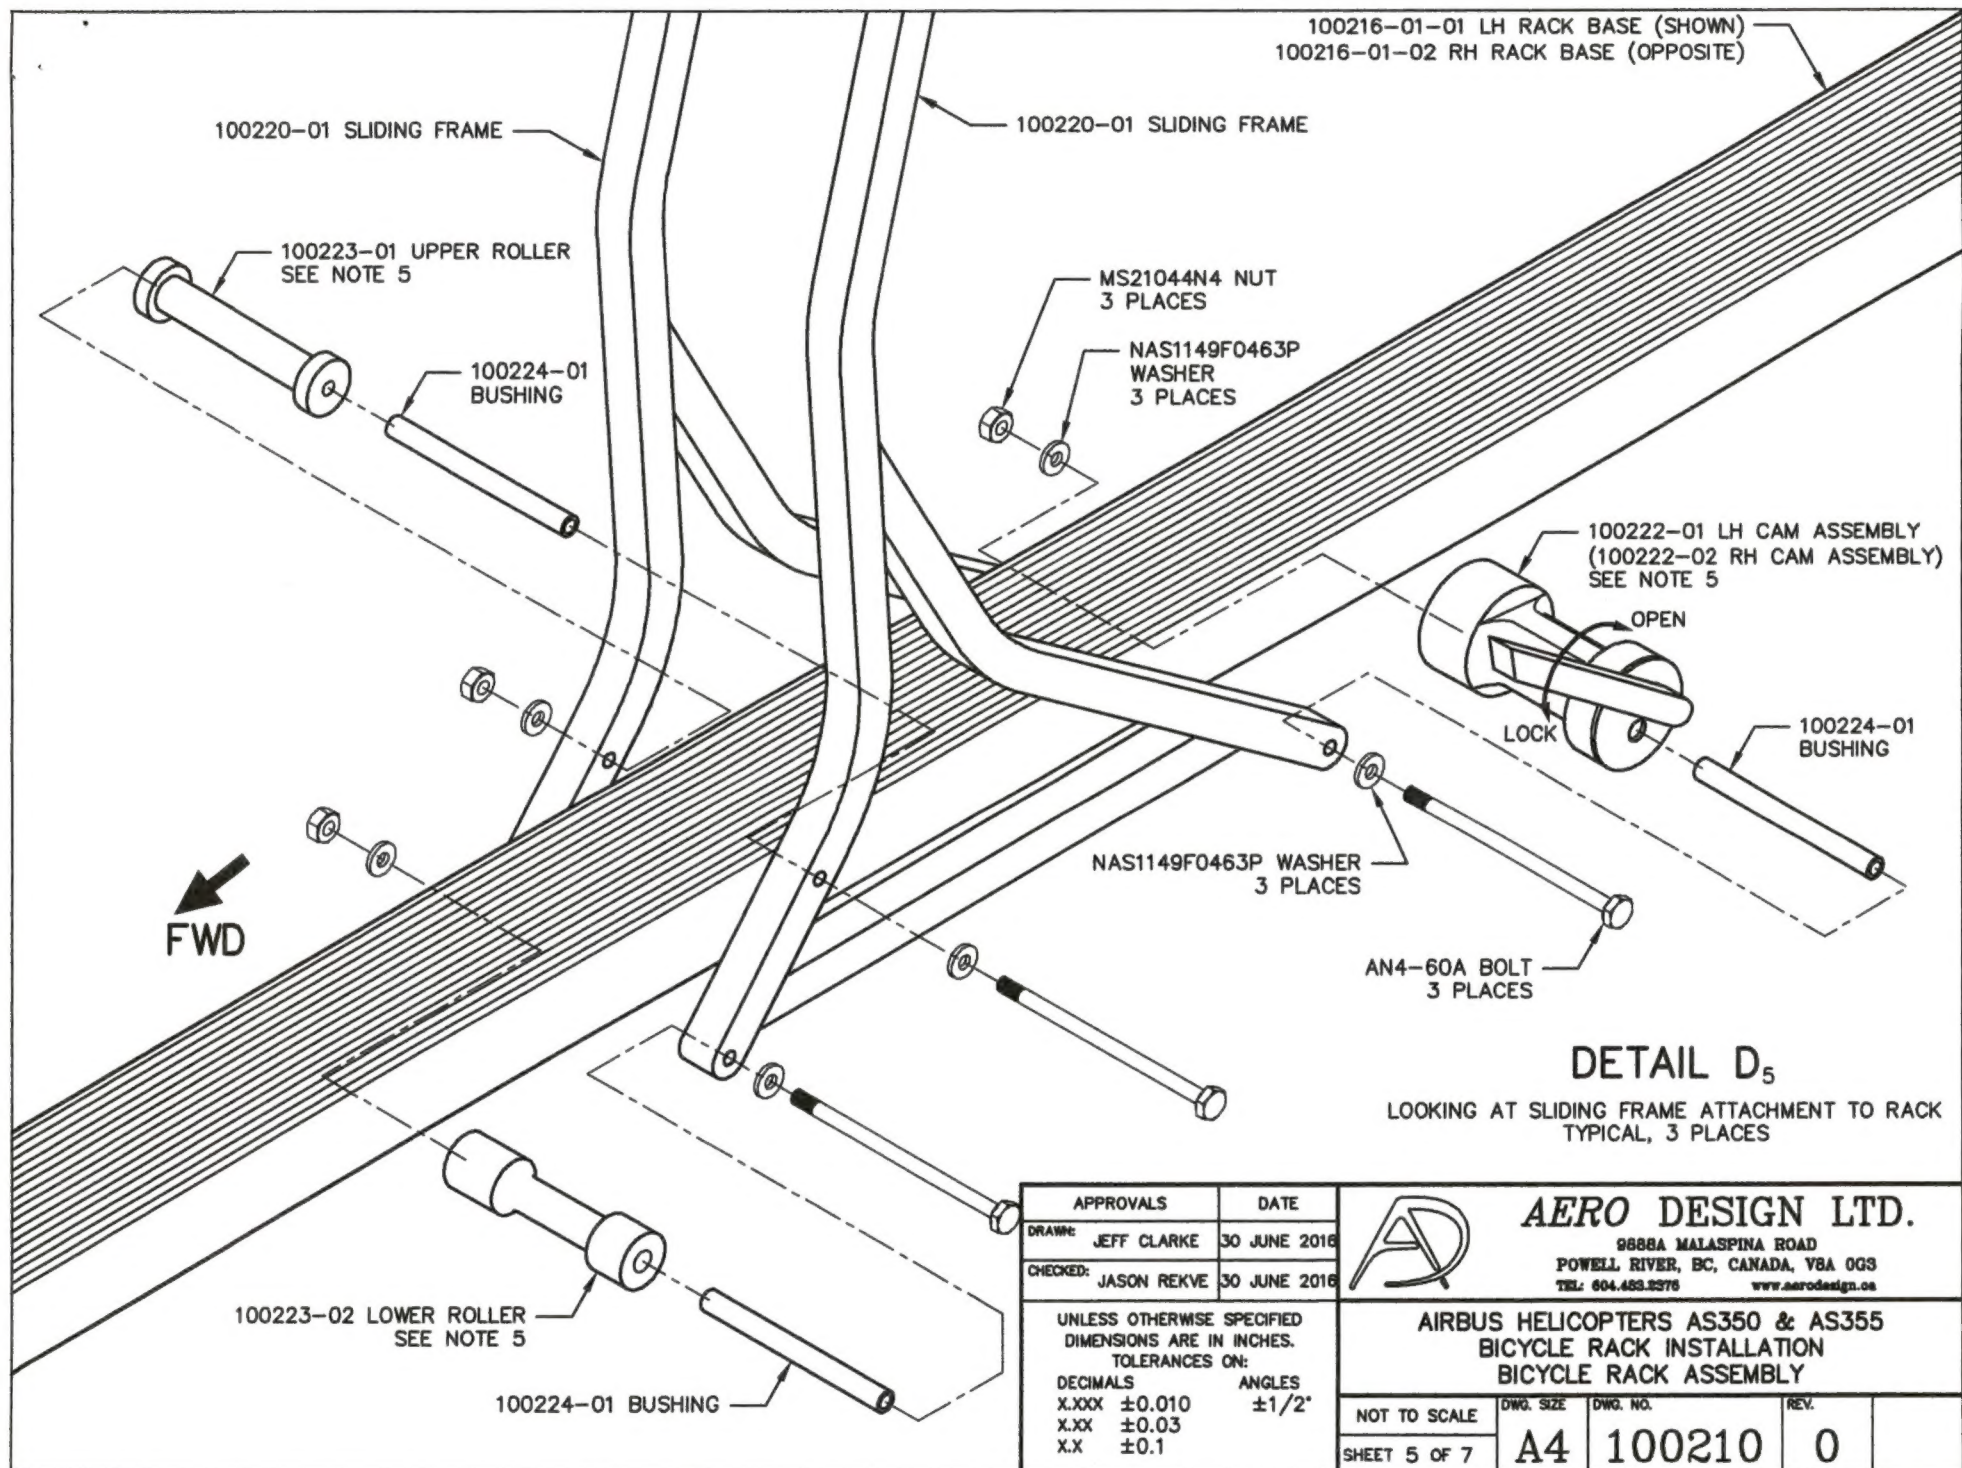 100216-01-01 LH RACK BASE (SHOWN)
100216-01-02 RH RACK BASE (OPPOSITE)
100220-01 SLIDING FRAME
100220-01 SLIDING FRAME
100223-01 UPPER ROLLER
SEE NOTE 5
MS21044N4 NUT
3 PLACES
NAS1149F0463P
WASHER
3 PLACES
100224-01
BUSHING
100222-01 LH CAM ASSEMBLY
(100222-02 RH CAM ASSEMBLY)
SEE NOTE 5
OPEN
LOCK
100224-01
BUSHING
NAS1149F0463P WASHER
3 PLACES
FWD
AN4-60A BOLT
3 PLACES
DETAIL D5
LOOKING AT SLIDING FRAME ATTACHMENT TO RACK
TYPICAL, 3 PLACES
100223-02 LOWER ROLLER
SEE NOTE 5
100224-01 BUSHING
APPROVALS DATE
DRAWN: JEFF CLARKE 30 JUNE 2016
CHECKED: JASON REKVE 30 JUNE 2016
UNLESS OTHERWISE SPECIFIED
DIMENSIONS ARE IN INCHES.
TOLERANCES ON:
DECIMALS ANGLES
X.XXX ±0.010 ±1/2°
X.XX ±0.03
X.X ±0.1
AD
AERO DESIGN LTD.
9888A MALASPINA ROAD
POWELL RIVER, BC, CANADA, V8A 0G3
TEL: 604.483.2376 www.aerodesign.ca
AIRBUS HELICOPTERS AS350 & AS355
BICYCLE RACK INSTALLATION
BICYCLE RACK ASSEMBLY
NOT TO SCALE
SHEET 5 OF 7
DWG. SIZE
A4
DWG. NO.
100210
REV.
0